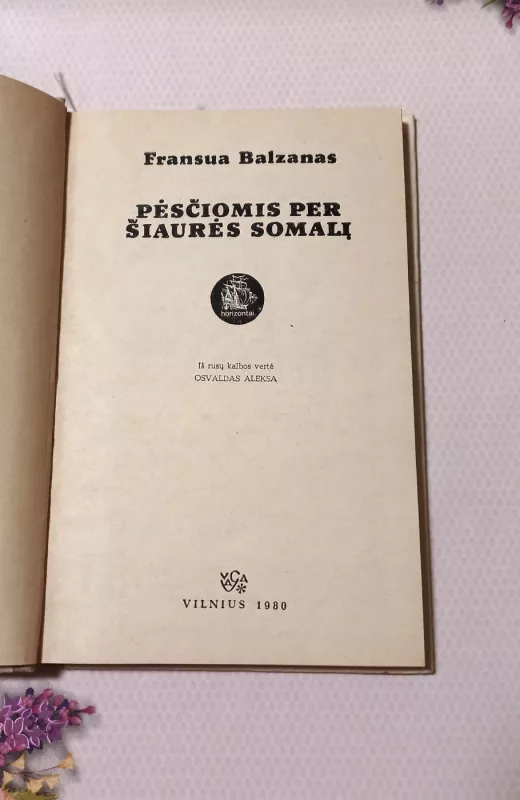 Fransua Balzanas
PĖSČIOMIS PER
ŠIAURĖS SOMALĮ
horizontai
Iš rusų kalbos vertė
OSVALDAS ALEKSA
VAGA
VILNIUS 1980